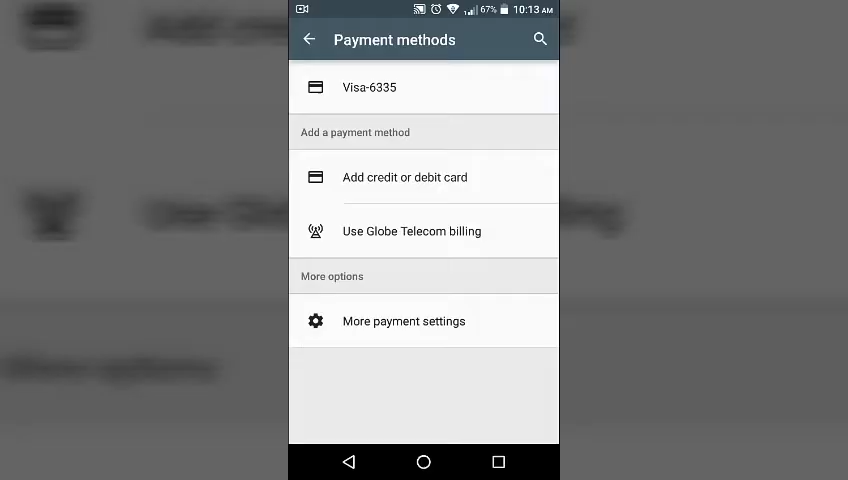 67% 10:13 AM
Payment methods
Visa-6335
Add a payment method
Add credit or debit card
Use Globe Telecom billing
More options
More payment settings